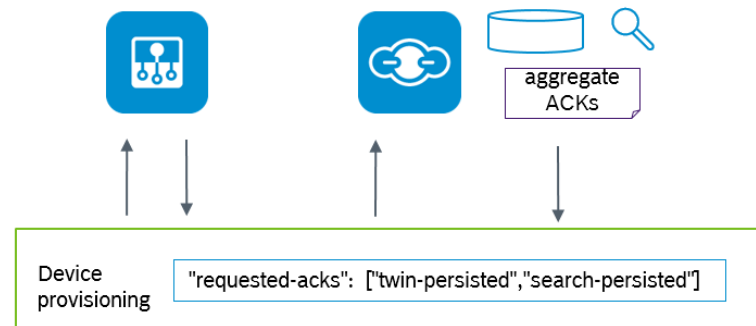 aggregate
ACKs
Device
provisioning
"requested-acks":  ["twin-persisted","search-persisted"]